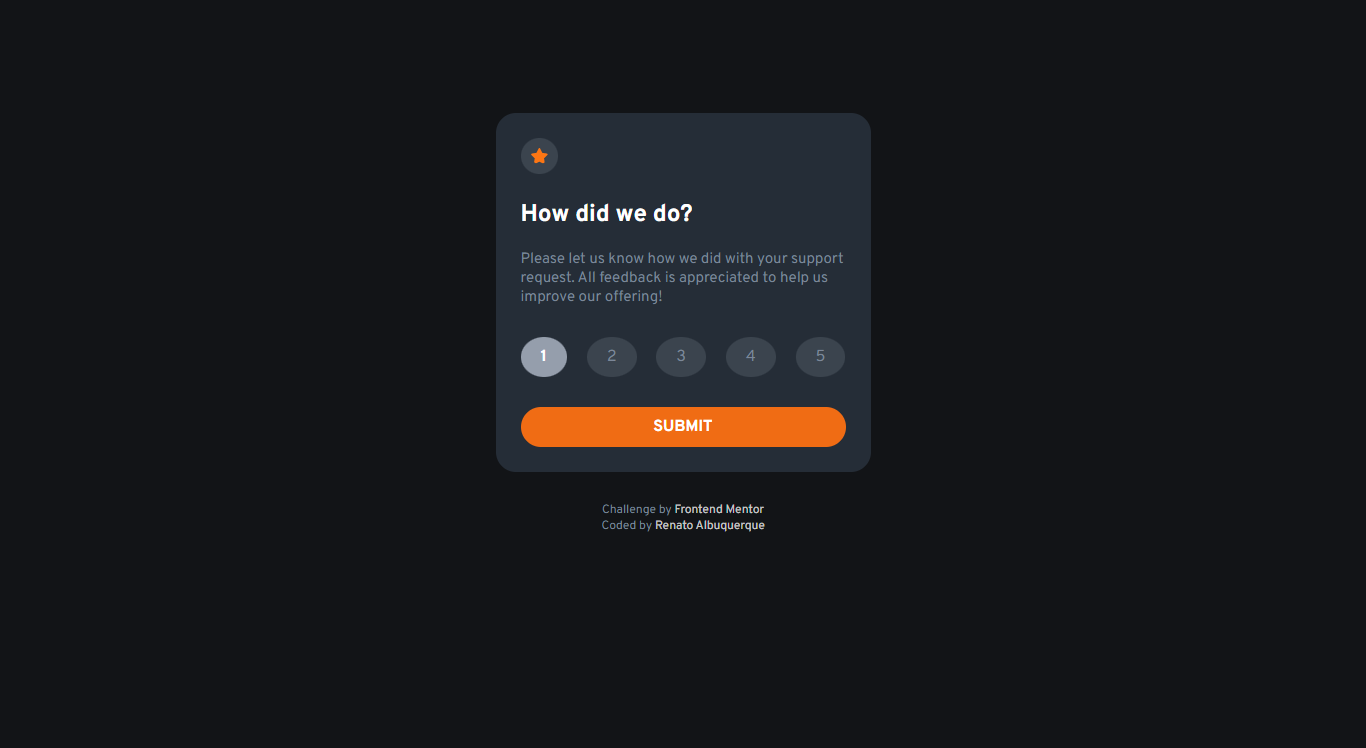 How did we do?
Please let us know how we did with your support
request. All feedback is appreciated to help us
improve our offering!
1 2 3 4 5
SUBMIT
Challenge by Frontend Mentor
Coded by Renato Albuquerque